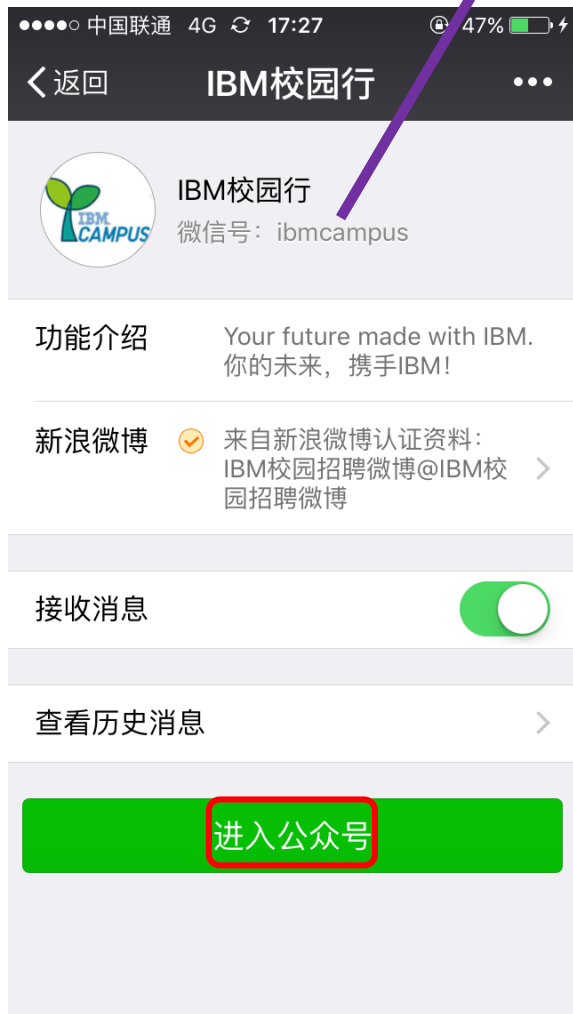 中国联通 4G 17:27 47%
返回 IBM校园行
IBM校园行
IBM.
CAMPUS
微信号：ibmcampus
功能介绍 Your future made with IBM.
你的未来，携手IBM！
新浪微博 来自新浪微博认证资料：
IBM校园招聘微博@IBM校
园招聘微博
接收消息
查看历史消息
进入公众号